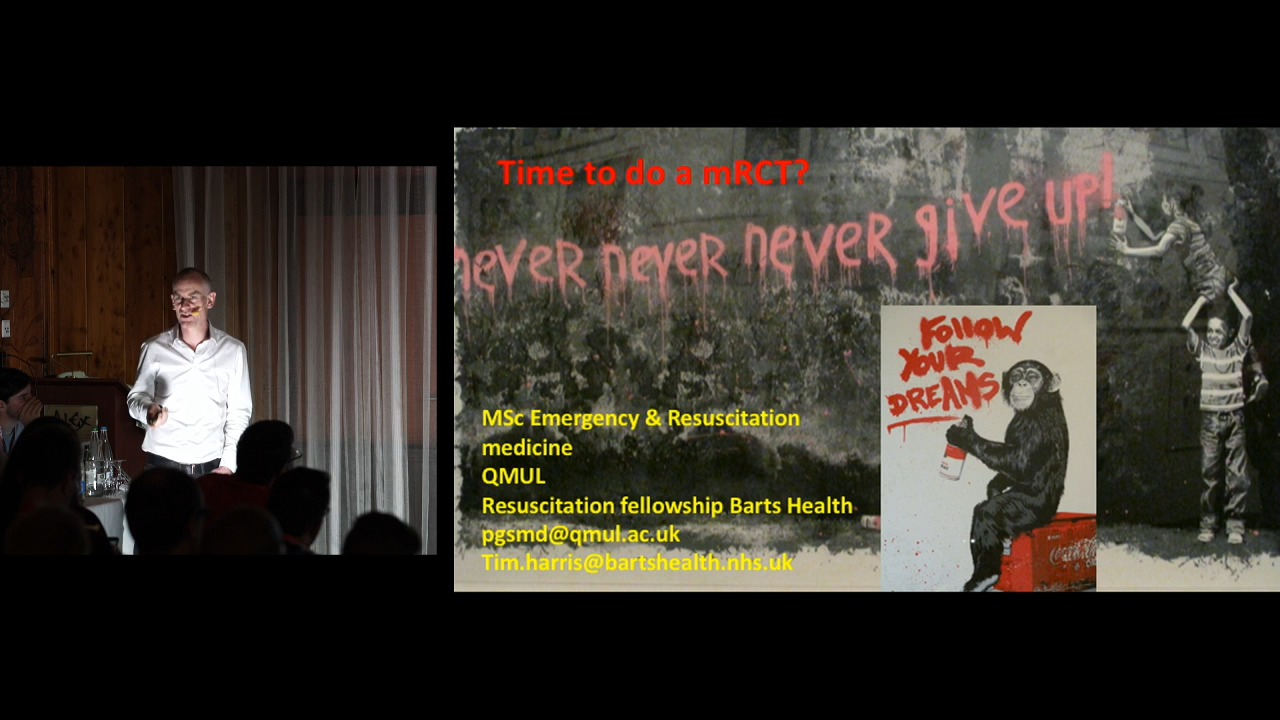 Time to do a mRCT?
never never never give up!
FOLLOW
YOUR
DREAMS
MSc Emergency & Resuscitation
medicine
QMUL
Resuscitation fellowship Barts Health
pgsmd@qmul.ac.uk
Tim.harris@bartshealth.nhs.uk